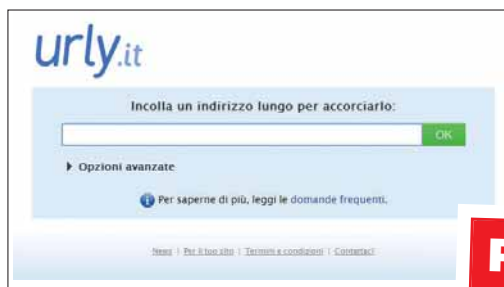 urly.it
Incolla un indirizzo lungo per accorciarlo:
OK
Opzioni avanzate
Per saperne di più, leggi le domande frequenti.
News | Per il tuo sito | Termini e condizioni | Contattaci